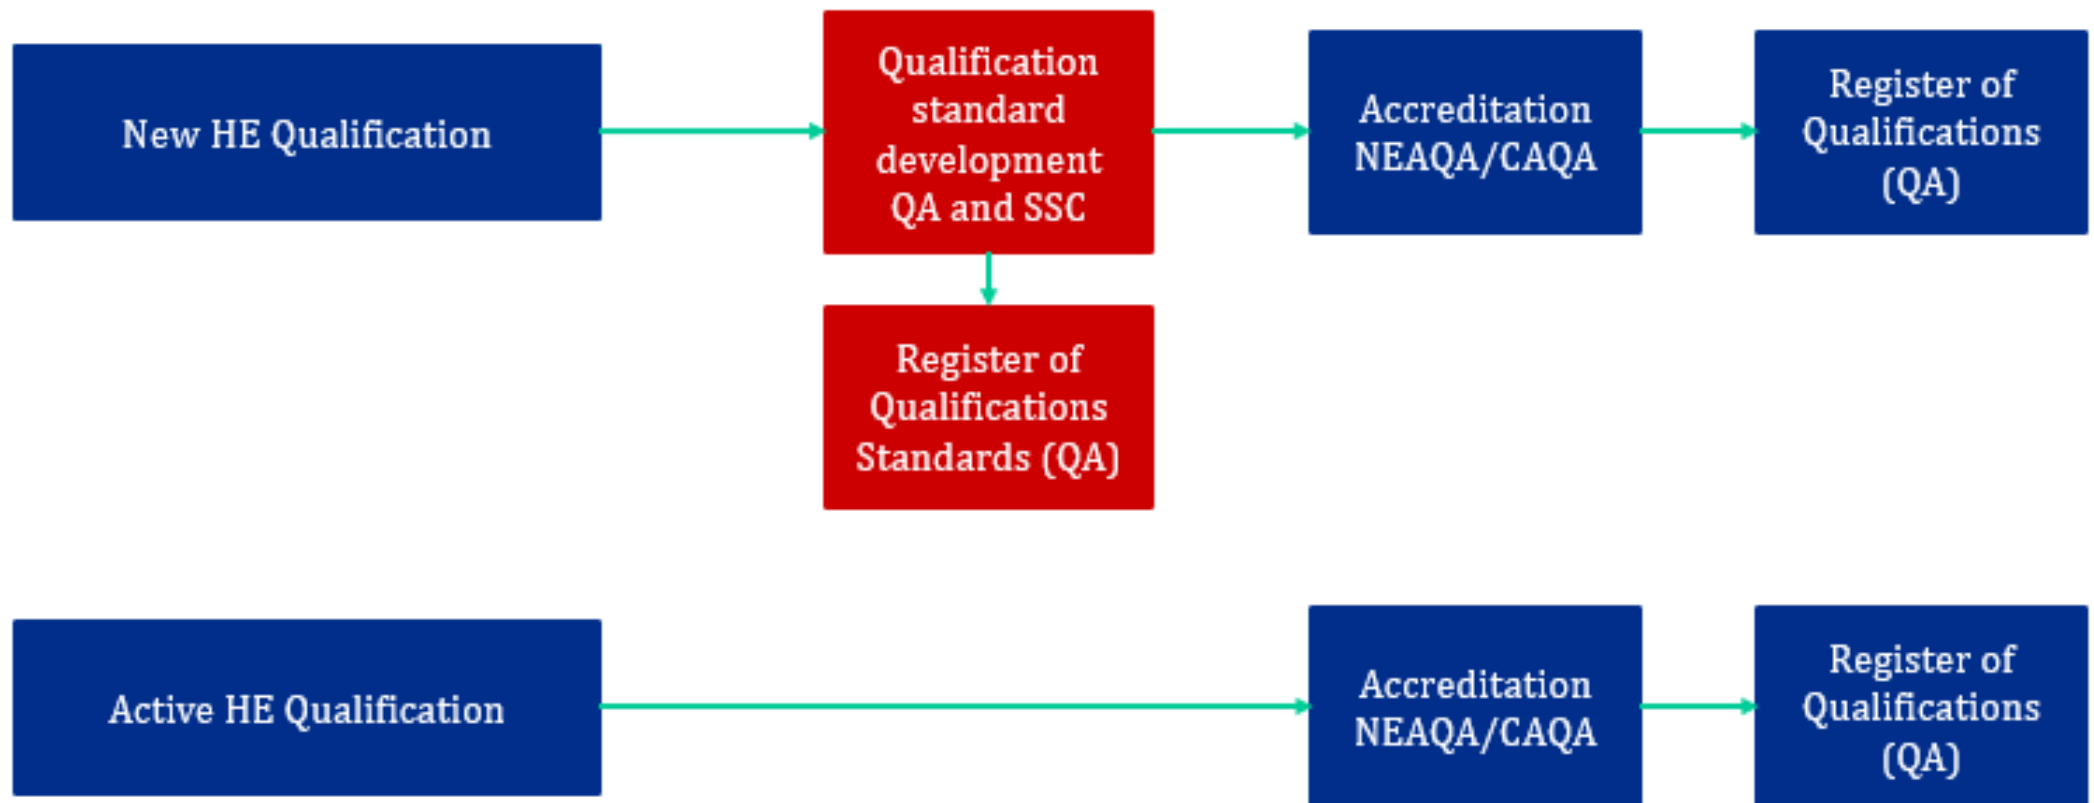 New HE Qualification
Qualification
standard
development
QA and SSC
Accreditation
NEAQA/CAQA
Register of
Qualifications
(QA)
Register of
Qualifications
Standards (QA)
Active HE Qualification
Accreditation
NEAQA/CAQA
Register of
Qualifications
(QA)